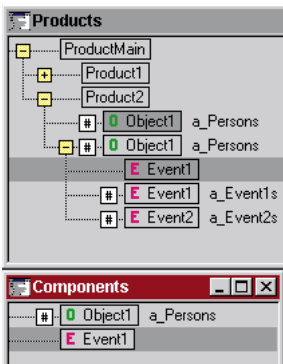 Products
ProductMain
Product1
Product2
# O Object1 a_Persons
# O Object1 a_Persons
E Event1
# E Event1 a_Event1s
# E Event2 a_Event2s
Components
# O Object1 a_Persons
E Event1